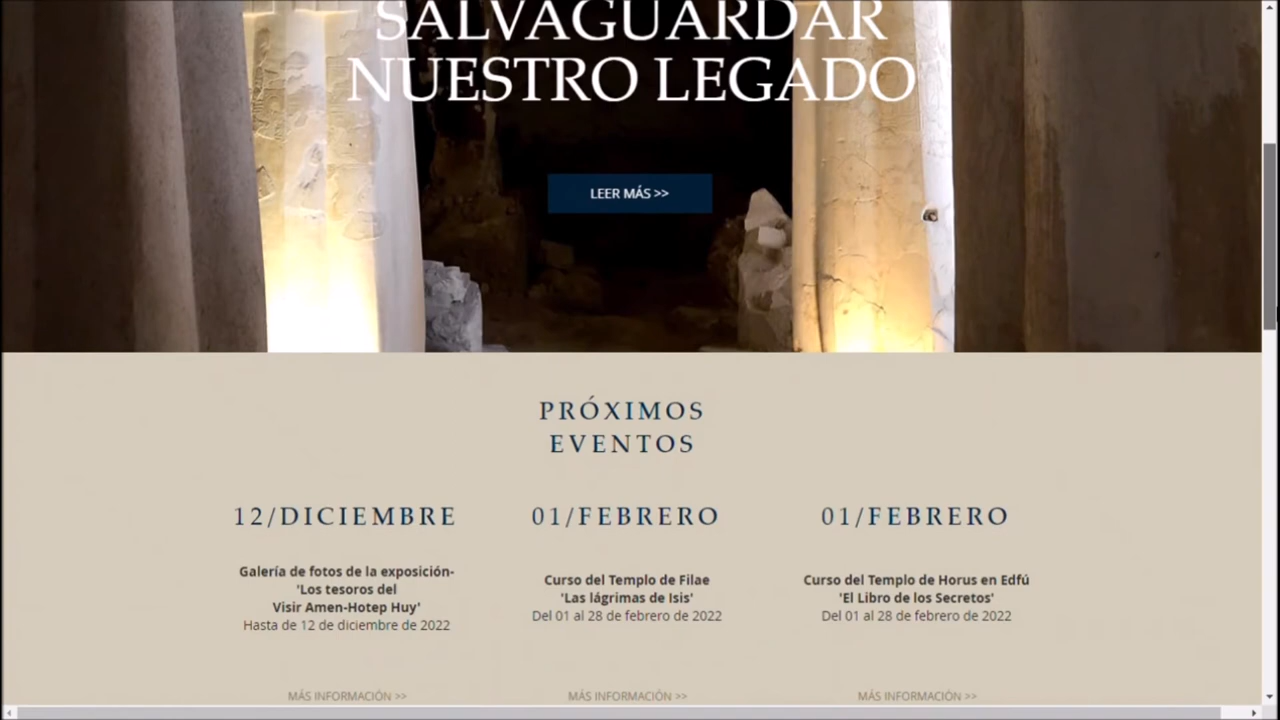 SALVAGUARDAR
NUESTRO LEGADO
LEER MÁS >>
PRÓXIMOS
EVENTOS
12/DICIEMBRE
Galería de fotos de la exposición-
'Los tesoros del
Visir Amen-Hotep Huy'
Hasta de 12 de diciembre de 2022
MÁS INFORMACIÓN >>
01/FEBRERO
Curso del Templo de Filae
'Las lágrimas de Isis'
Del 01 al 28 de febrero de 2022
MÁS INFORMACIÓN >>
01/FEBRERO
Curso del Templo de Horus en Edfú
'El Libro de los Secretos'
Del 01 al 28 de febrero de 2022
MÁS INFORMACIÓN >>